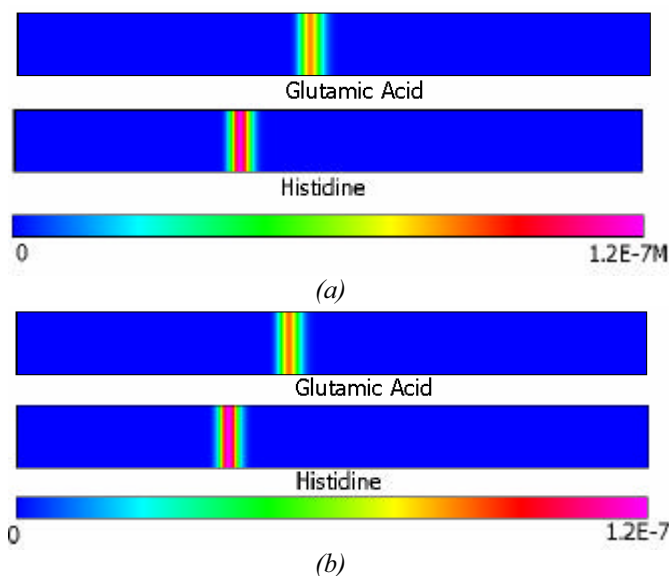 Glutamic Acid
Histidine
0 1.2E-7M
(a)
Glutamic Acid
Histidine
0 1.2E-7
(b)